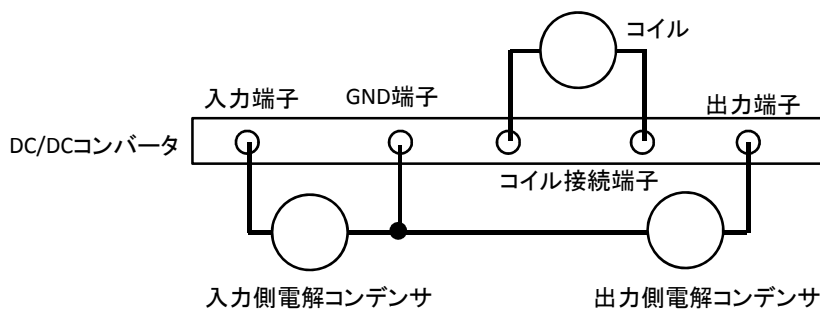 コイル
入力端子
GND端子
出力端子
DC/DCコンバータ
コイル接続端子
入力側電解コンデンサ
出力側電解コンデンサ